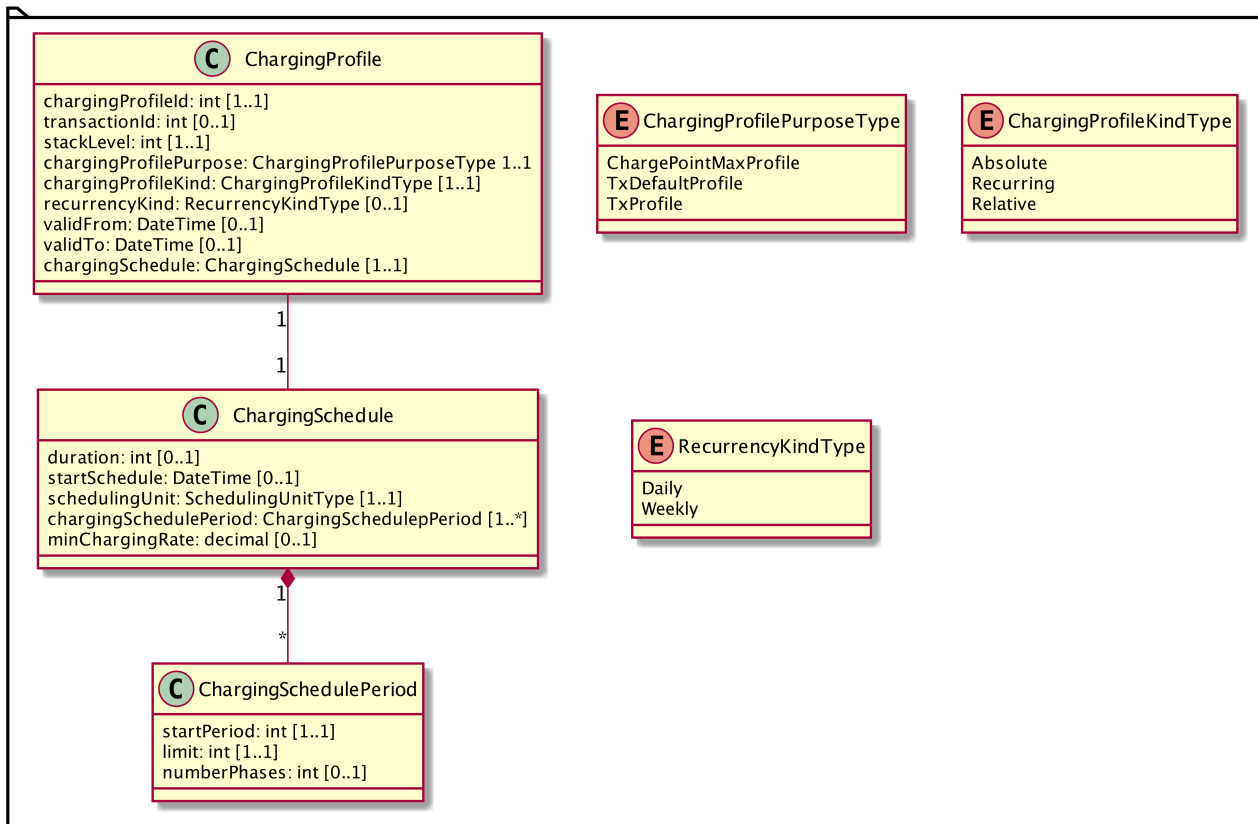 C ChargingProfile
chargingProfileId: int [1..1]
transactionId: int [0..1]
stackLevel: int [1..1]
chargingProfilePurpose: ChargingProfilePurposeType 1..1
chargingProfileKind: ChargingProfileKindType [1..1]
recurrencyKind: RecurrencyKindType [0..1]
validFrom: DateTime [0..1]
validTo: DateTime [0..1]
chargingSchedule: ChargingSchedule [1..1]
E ChargingProfilePurposeType
ChargePointMaxProfile
TxDefaultProfile
TxProfile
E ChargingProfileKindType
Absolute
Recurring
Relative
1
1
C ChargingSchedule
duration: int [0..1]
startSchedule: DateTime [0..1]
schedulingUnit: SchedulingUnitType [1..1]
chargingSchedulePeriod: ChargingSchedulepPeriod [1..*]
minChargingRate: decimal [0..1]
E RecurrencyKindType
Daily
Weekly
1
*
C ChargingSchedulePeriod
startPeriod: int [1..1]
limit: int [1..1]
numberPhases: int [0..1]